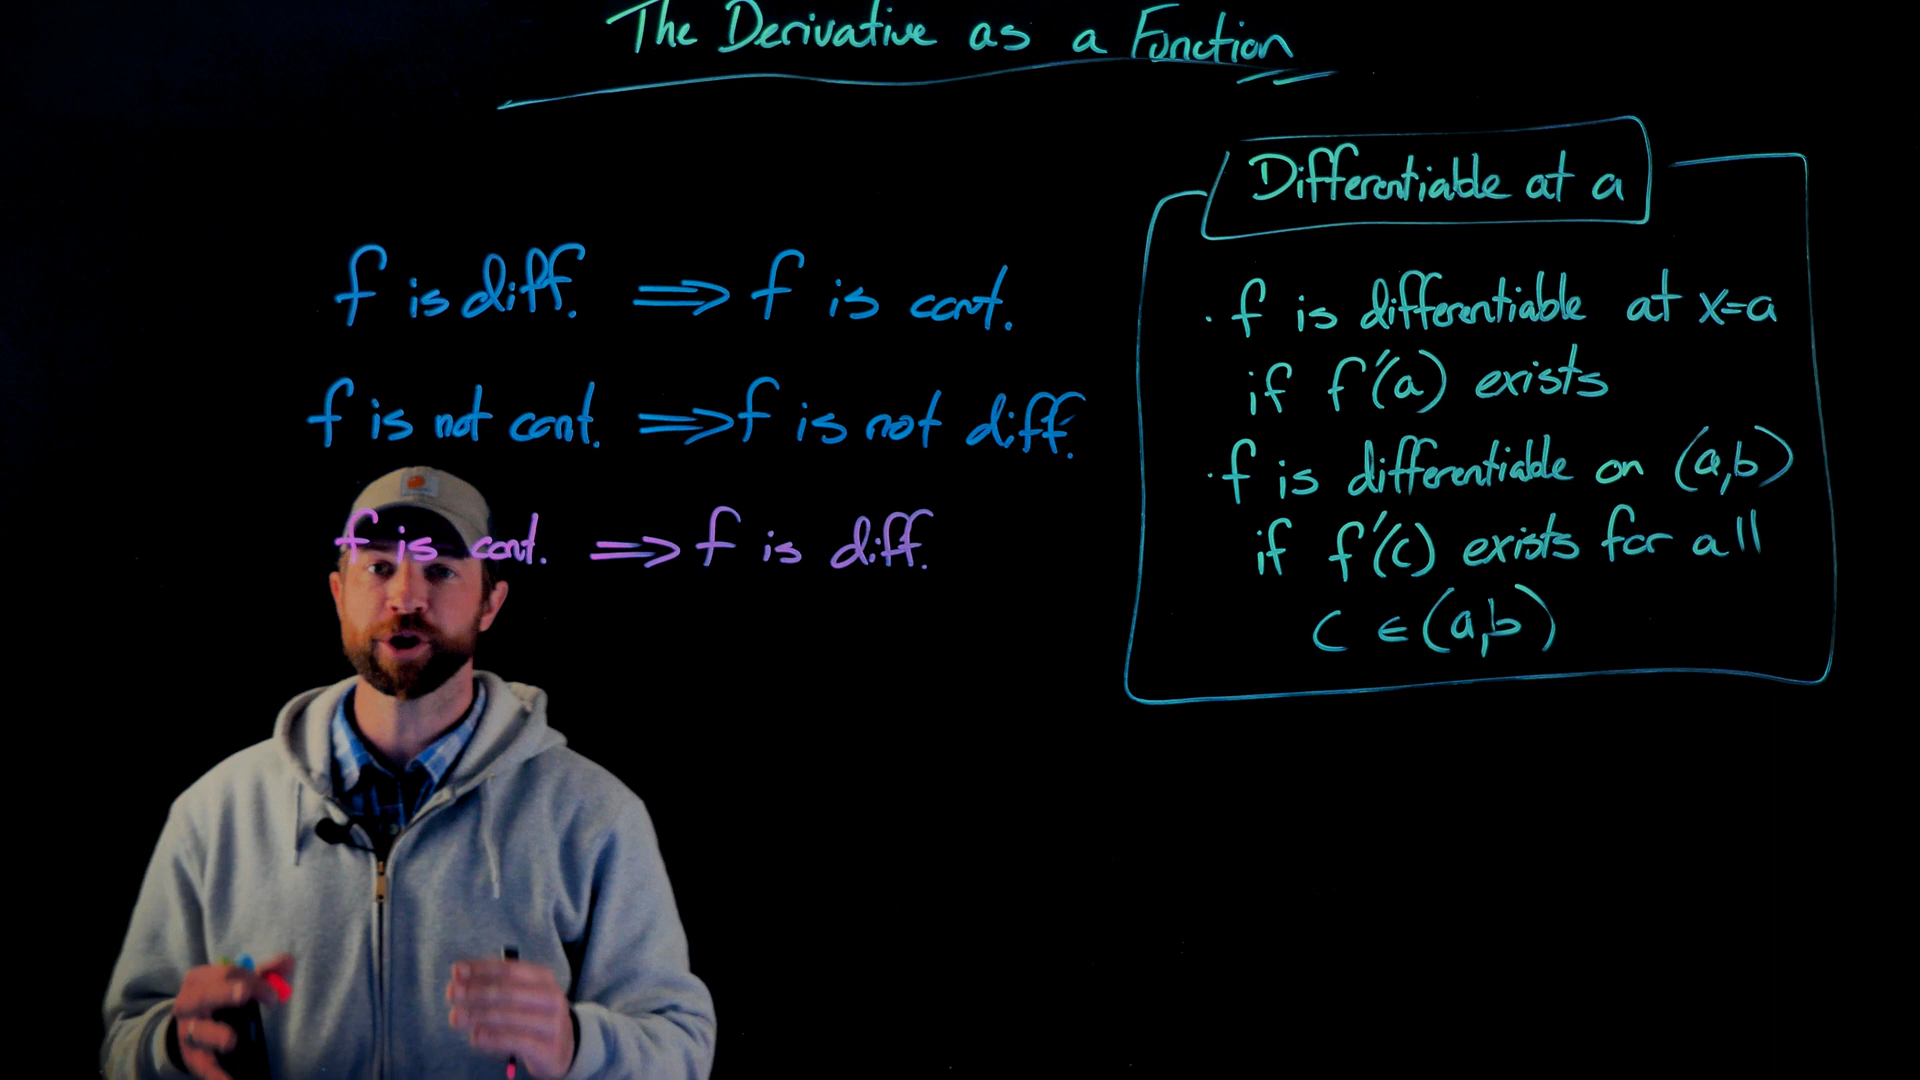 The Derivative as a Function
f is diff. ⟹ f is cont.
f is not cont. ⟹ f is not diff.
f is cont. ⟹ f is diff.
Differentiable at a
· f is differentiable at x=a
if f'(a) exists
· f is differentiable on (a,b)
if f'(c) exists for all
c ∈ (a,b)